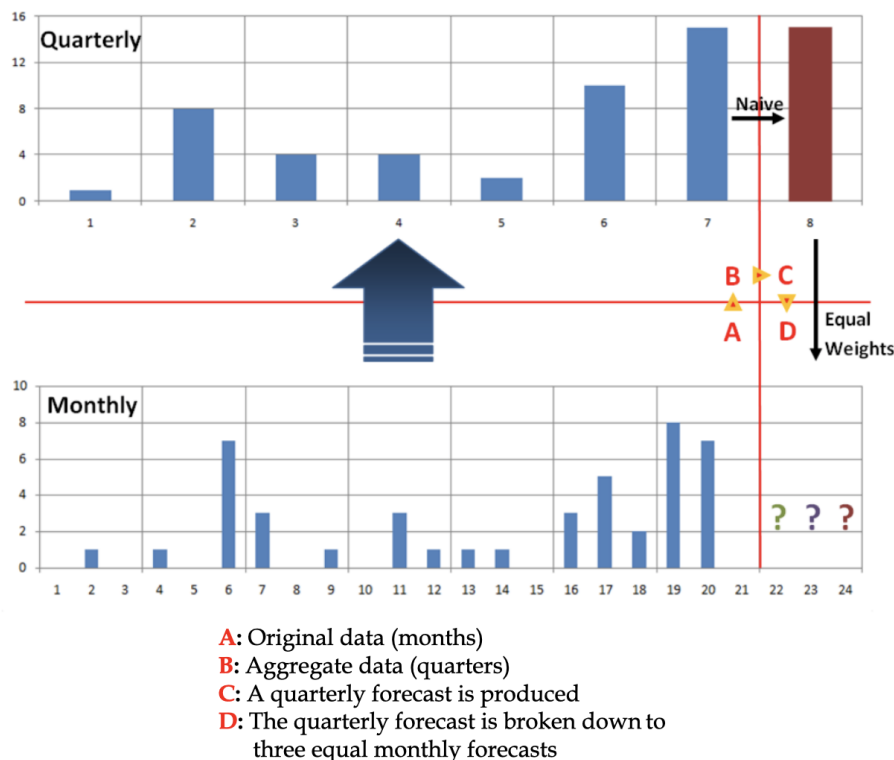 16
Quarterly
12
8
Naive
4
0
1 2 3 4 5 6 7 8
B C
A D
Equal
Weights
10
Monthly
8
6
4
? ? ?
2
0
1 2 3 4 5 6 7 8 9 10 11 12 13 14 15 16 17 18 19 20 21 22 23 24
A: Original data (months)
B: Aggregate data (quarters)
C: A quarterly forecast is produced
D: The quarterly forecast is broken down to
three equal monthly forecasts